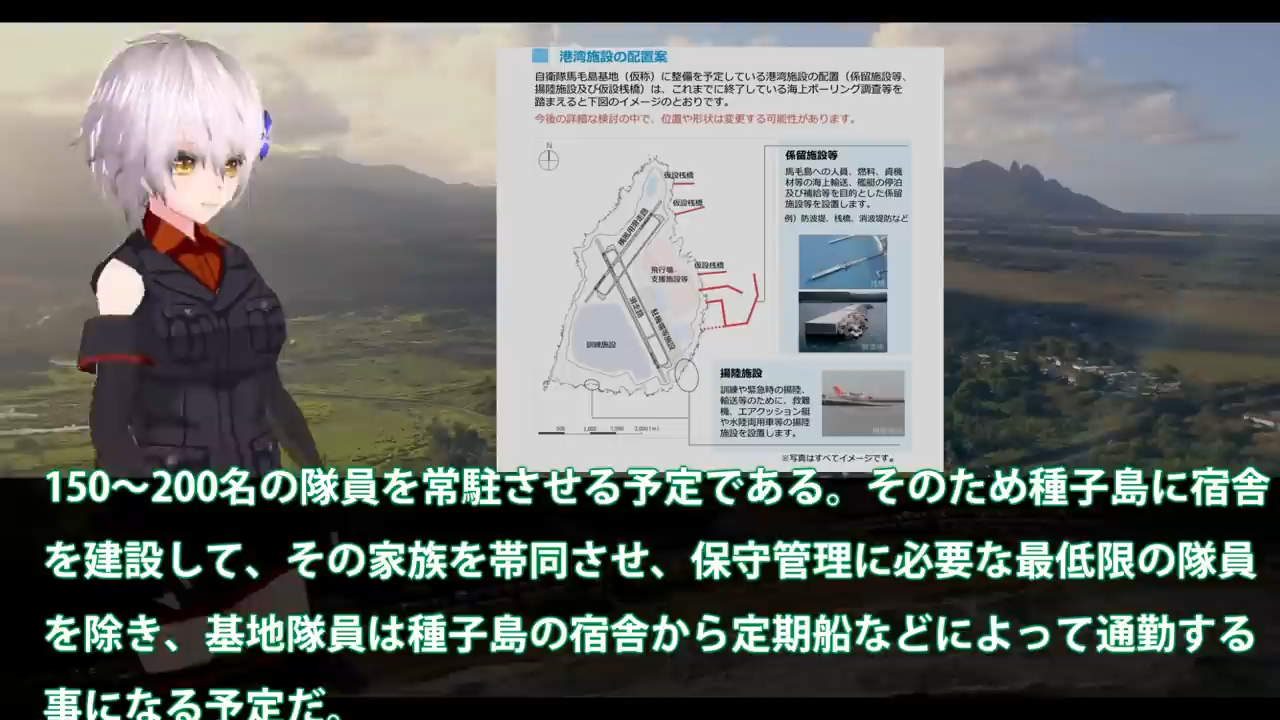 港湾施設の配置案
自衛隊馬毛島基地（仮称）に整備を予定している港湾施設の配置（係留施設等、
揚陸施設及び仮設桟橋）は、これまでに終了している海上ボーリング調査等を
踏まえると下図のイメージのとおりです。
今後の詳細な検討の中で、位置や形状は変更する可能性があります。
N
仮設桟橋
仮設桟橋
横風用滑走路
飛行場
支援施設等
仮設桟橋
滑走路
駐機場等施設
訓練施設
係留施設等
馬毛島への人員、燃料、資機
材等の海上輸送、艦艇の停泊
及び補給等を目的とした係留
施設等を設置します。
例）防波堤、桟橋、消波堤防など
揚陸施設
訓練や緊急時の揚陸、
輸送等のために、救難
機、エアクッション艇
や水陸両用車等の揚陸
施設を設置します。
※写真はすべてイメージです。
150～200名の隊員を常駐させる予定である。そのため種子島に宿舎
を建設して、その家族を帯同させ、保守管理に必要な最低限の隊員
を除き、基地隊員は種子島の宿舎から定期船などによって通勤する
事になる予定だ。